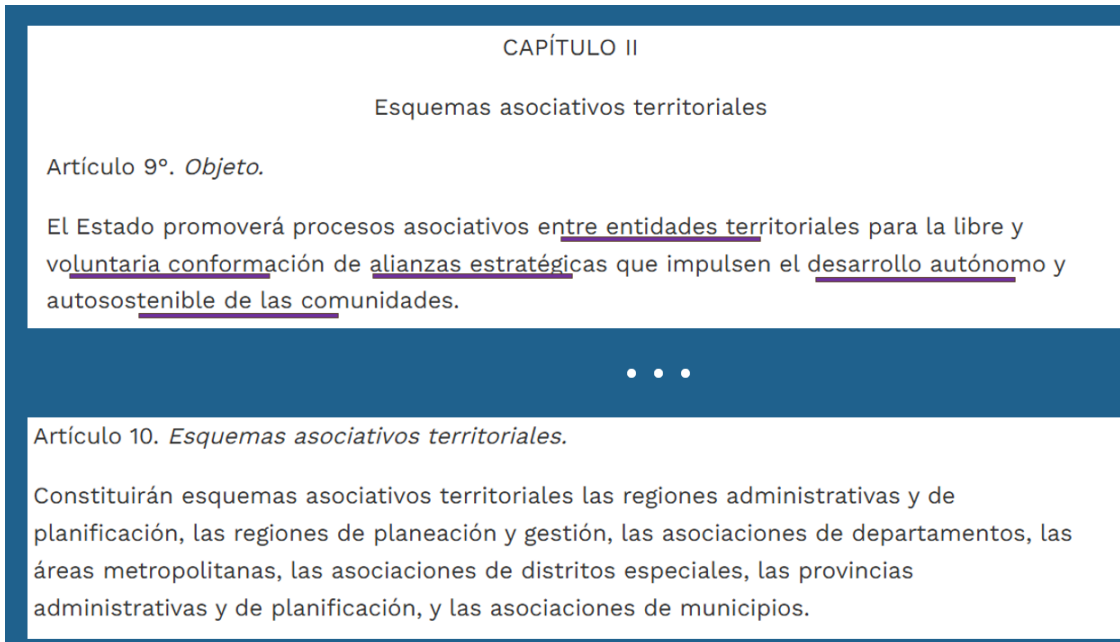 CAPÍTULO II
Esquemas asociativos territoriales
Artículo 9°. Objeto.
El Estado promoverá procesos asociativos entre entidades territoriales para la libre y
voluntaria conformación de alianzas estratégicas que impulsen el desarrollo autónomo y
autosostenible de las comunidades.
Artículo 10. Esquemas asociativos territoriales.
Constituirán esquemas asociativos territoriales las regiones administrativas y de
planificación, las regiones de planeación y gestión, las asociaciones de departamentos, las
áreas metropolitanas, las asociaciones de distritos especiales, las provincias
administrativas y de planificación, y las asociaciones de municipios.